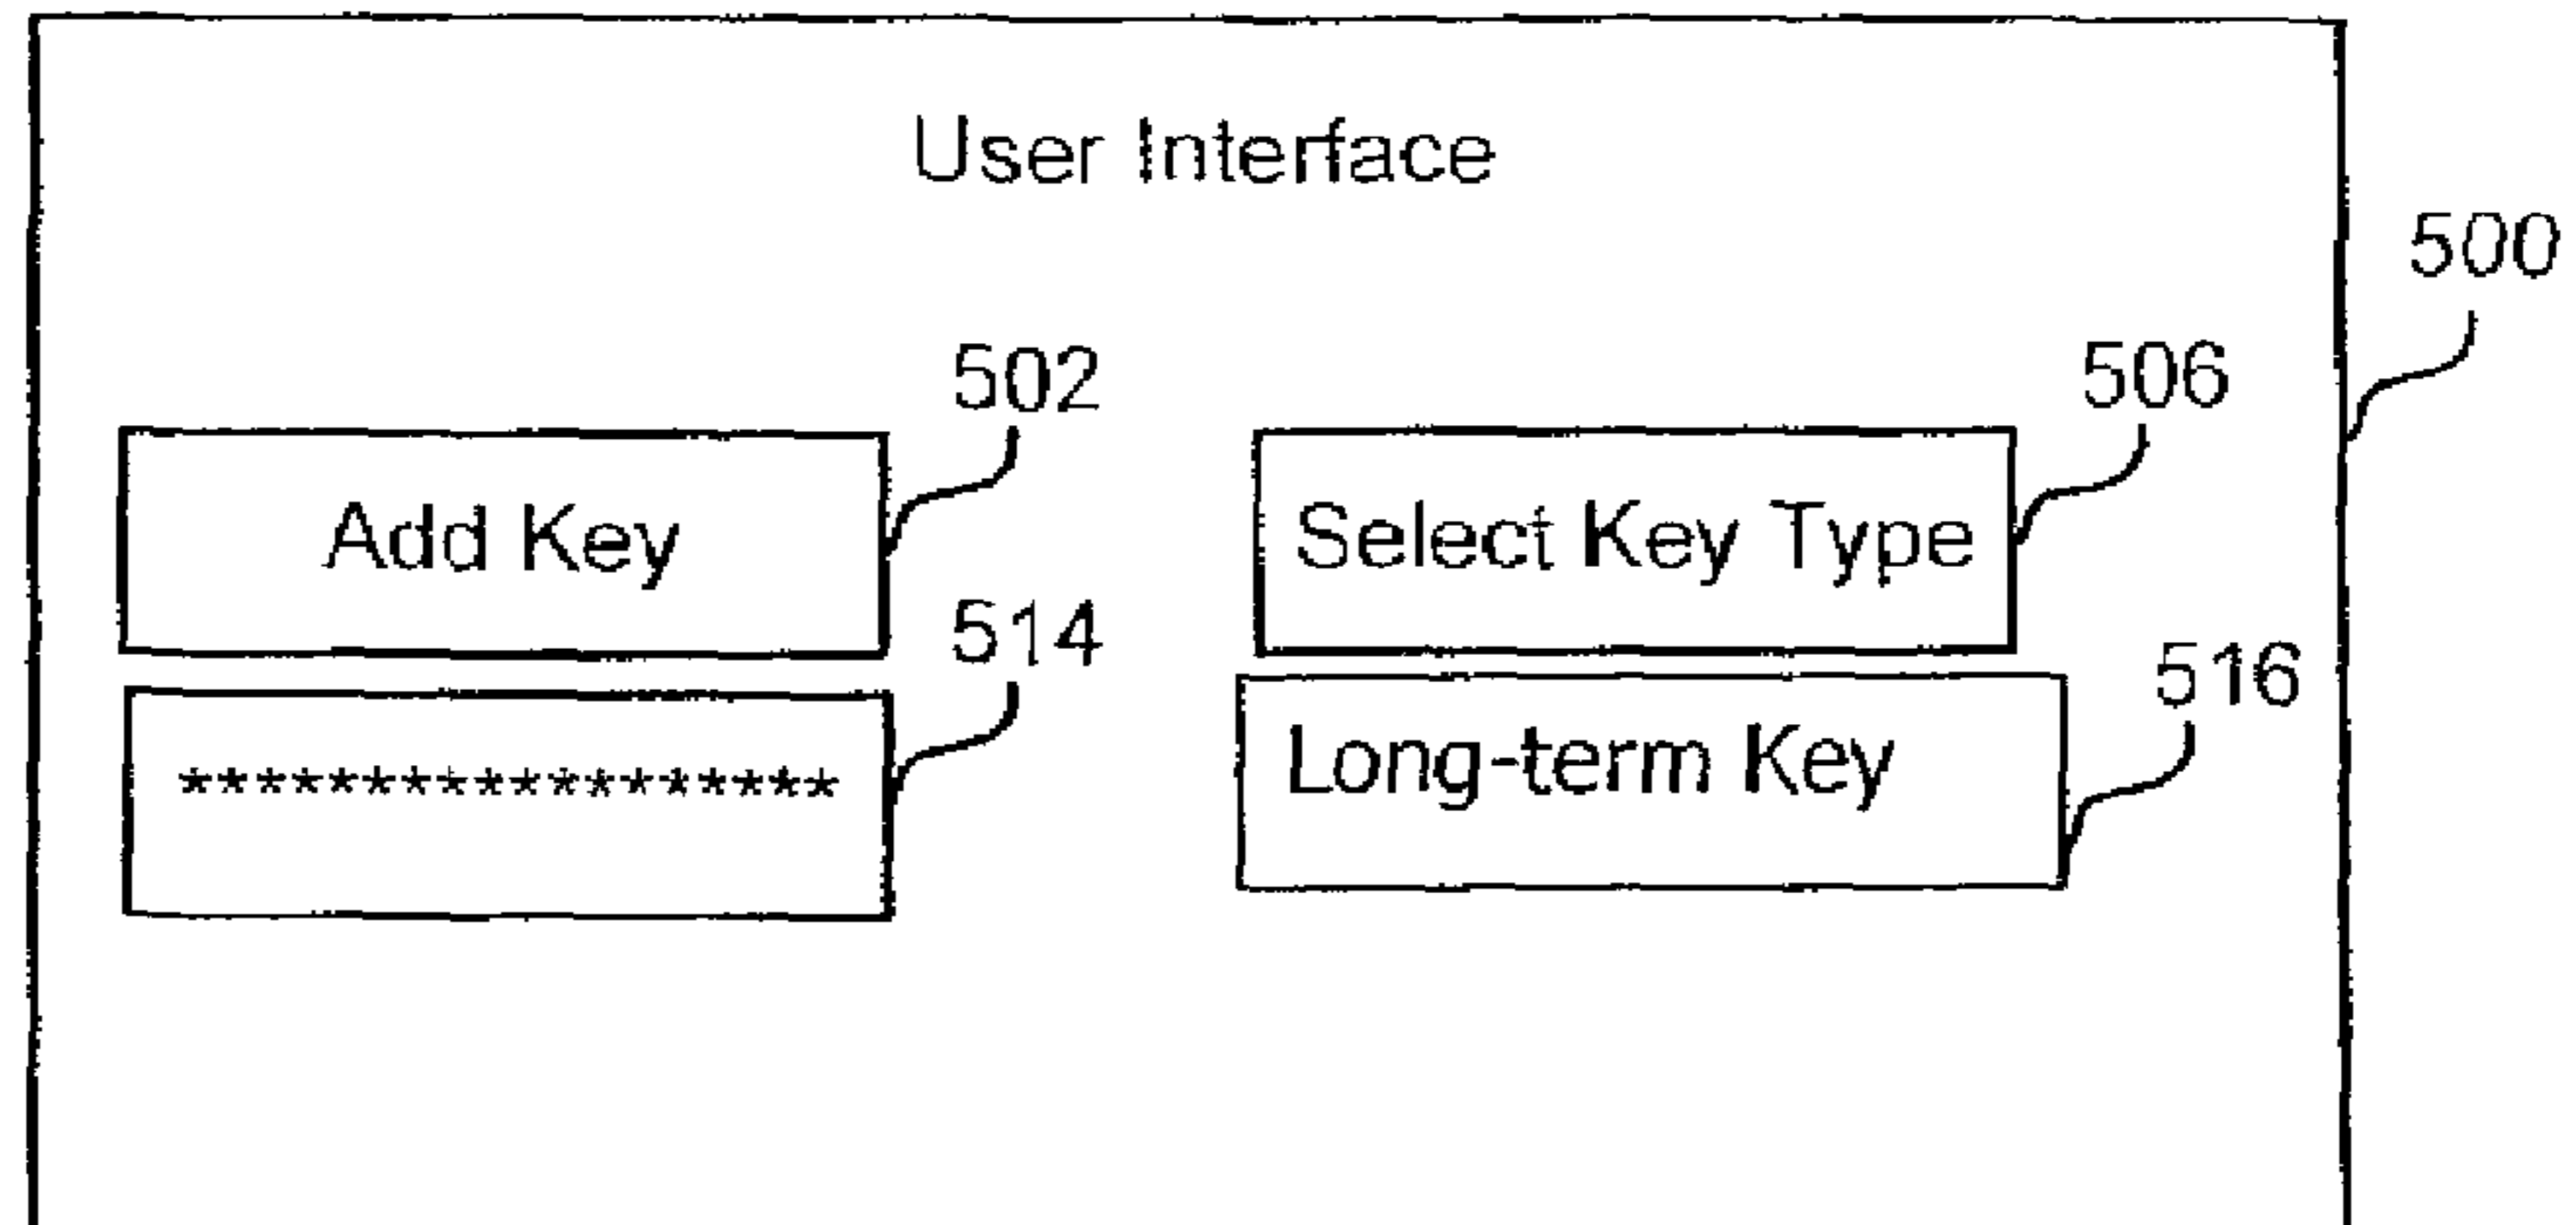 User Interface
500
502
506
Add Key
Select Key Type
514
516
******************
Long-term Key